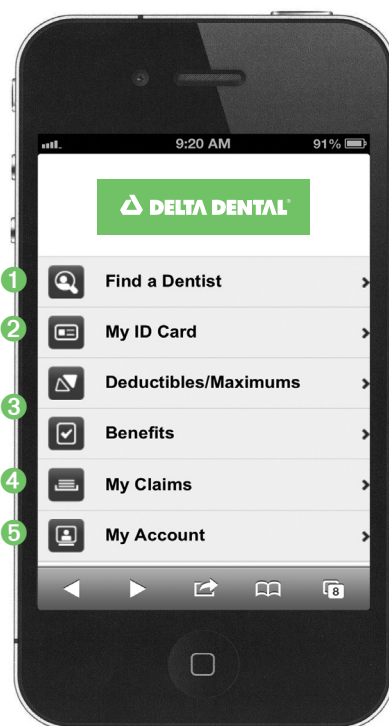 9:20 AM
91%
DELTA DENTAL®
1 Find a Dentist
2 My ID Card
Deductibles/Maximums
3
Benefits
4 My Claims
5 My Account
8